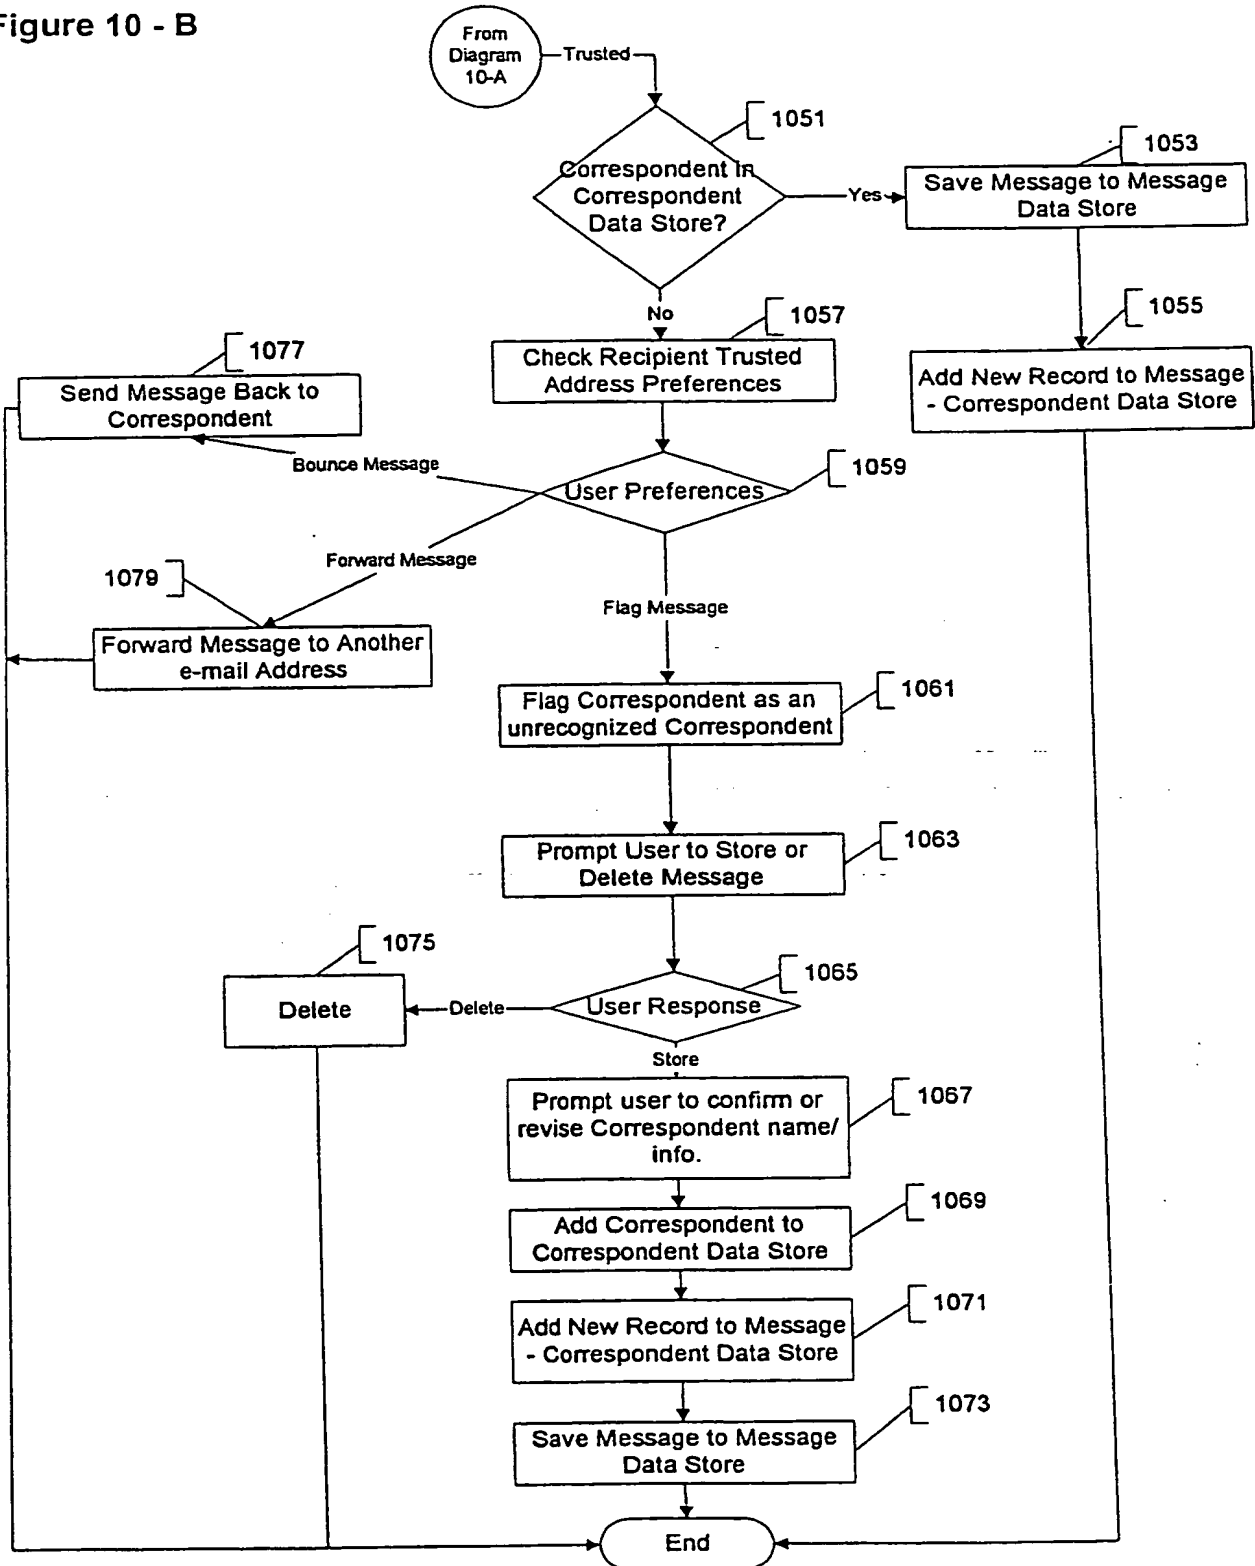 Figure 10 - B
From
Diagram
10-A
Trusted
1051
Correspondent in
Correspondent
Data Store?
Yes
1053
Save Message to Message
Data Store
1055
Add New Record to Message
- Correspondent Data Store
No
1057
Check Recipient Trusted
Address Preferences
1077
Send Message Back to
Correspondent
Bounce Message
1059
User Preferences
Forward Message
1079
Forward Message to Another
e-mail Address
Flag Message
1061
Flag Correspondent as an
unrecognized Correspondent
1063
Prompt User to Store or
Delete Message
1075
Delete
Delete
1065
User Response
Store
1067
Prompt user to confirm or
revise Correspondent name/
info.
1069
Add Correspondent to
Correspondent Data Store
1071
Add New Record to Message
- Correspondent Data Store
1073
Save Message to Message
Data Store
End